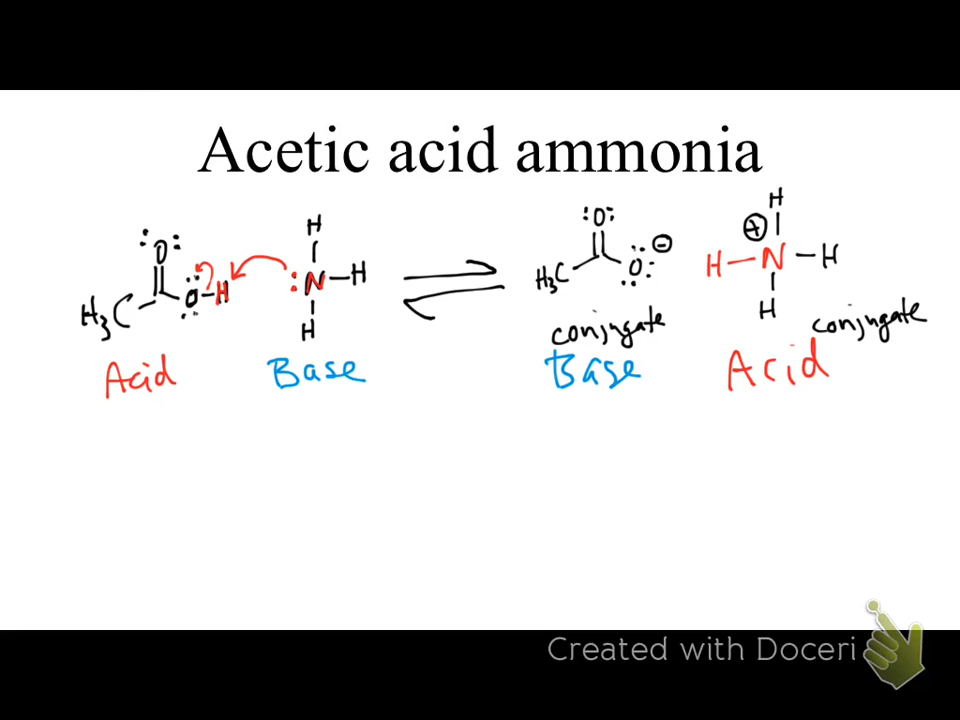 Acetic acid ammonia
H H
:O: :O: ⊕
H :O: ⊖ H–N–H
H₃C O–H :N–H H₃C H
H conjugate conjugate
Acid Base Base Acid
Created with Doceri